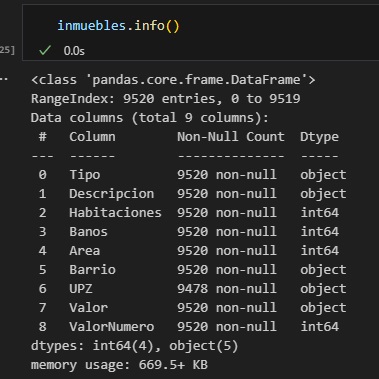 inmuebles.info()
25] 0.0s
<class 'pandas.core.frame.DataFrame'>
RangeIndex: 9520 entries, 0 to 9519
Data columns (total 9 columns):
 #   Column        Non-Null Count  Dtype
---  ------        --------------  -----
 0   Tipo          9520 non-null   object
 1   Descripcion   9520 non-null   object
 2   Habitaciones  9520 non-null   int64
 3   Banos         9520 non-null   int64
 4   Area          9520 non-null   int64
 5   Barrio        9520 non-null   object
 6   UPZ           9478 non-null   object
 7   Valor         9520 non-null   object
 8   ValorNumero   9520 non-null   int64
dtypes: int64(4), object(5)
memory usage: 669.5+ KB